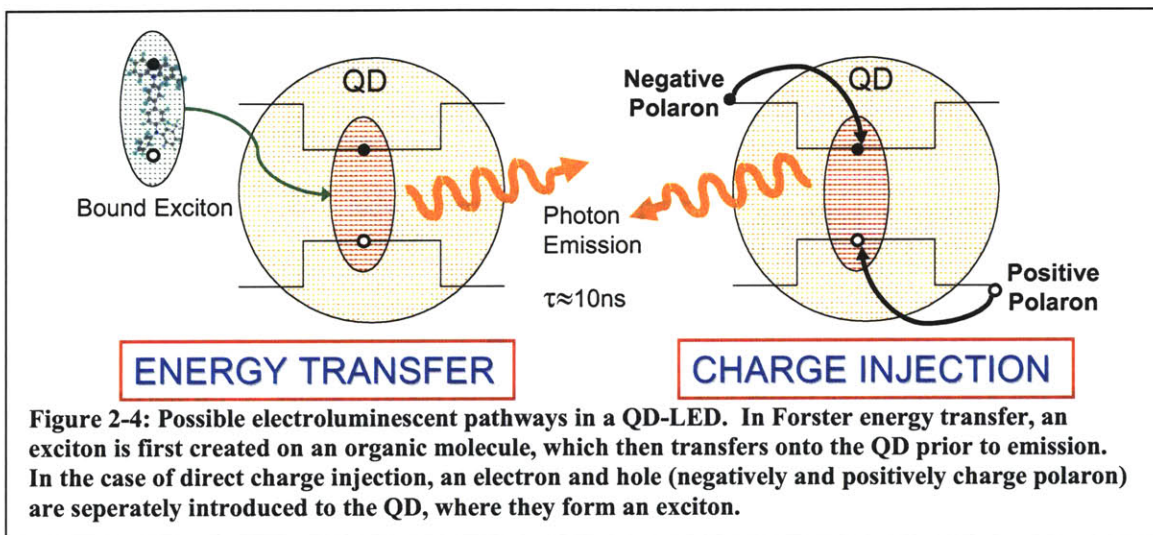 QD
Bound Exciton
Photon
Emission
τ≈10ns
ENERGY TRANSFER
Negative
Polaron
QD
Positive
Polaron
CHARGE INJECTION
Figure 2-4: Possible electroluminescent pathways in a QD-LED. In Forster energy transfer, an
exciton is first created on an organic molecule, which then transfers onto the QD prior to emission.
In the case of direct charge injection, an electron and hole (negatively and positively charge polaron)
are seperately introduced to the QD, where they form an exciton.